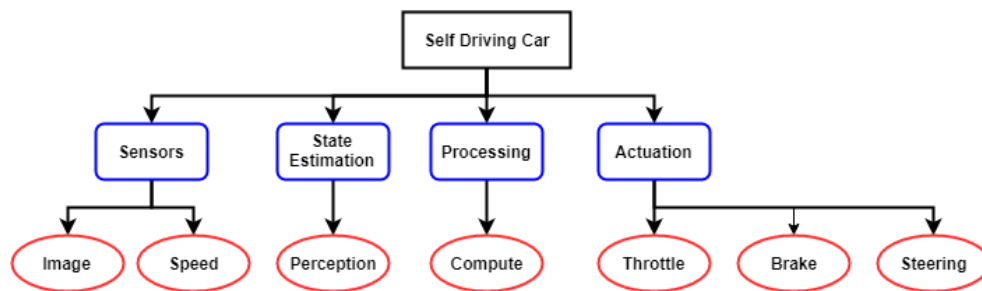 Self Driving Car
Sensors
State
Estimation
Processing
Actuation
Image
Speed
Perception
Compute
Throttle
Brake
Steering